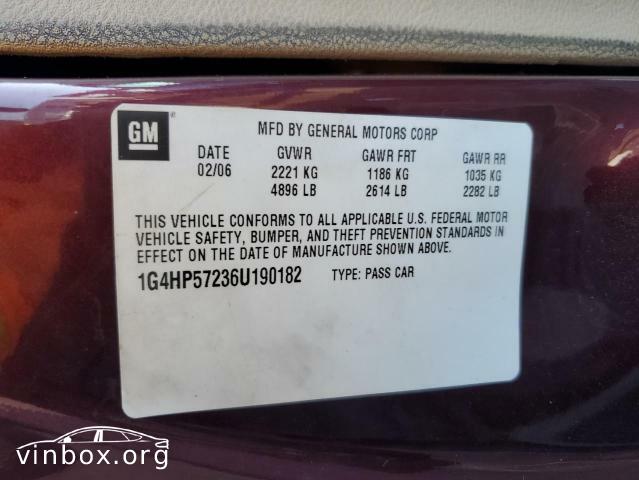 GM
MFD BY GENERAL MOTORS CORP
DATE GVWR GAWR FRT GAWR RR
02/06 2221 KG 1186 KG 1035 KG
4896 LB 2614 LB 2282 LB
THIS VEHICLE CONFORMS TO ALL APPLICABLE U.S. FEDERAL MOTOR
VEHICLE SAFETY, BUMPER, AND THEFT PREVENTION STANDARDS IN
EFFECT ON THE DATE OF MANUFACTURE SHOWN ABOVE.
1G4HP57236U190182 TYPE: PASS CAR
vinbox.org